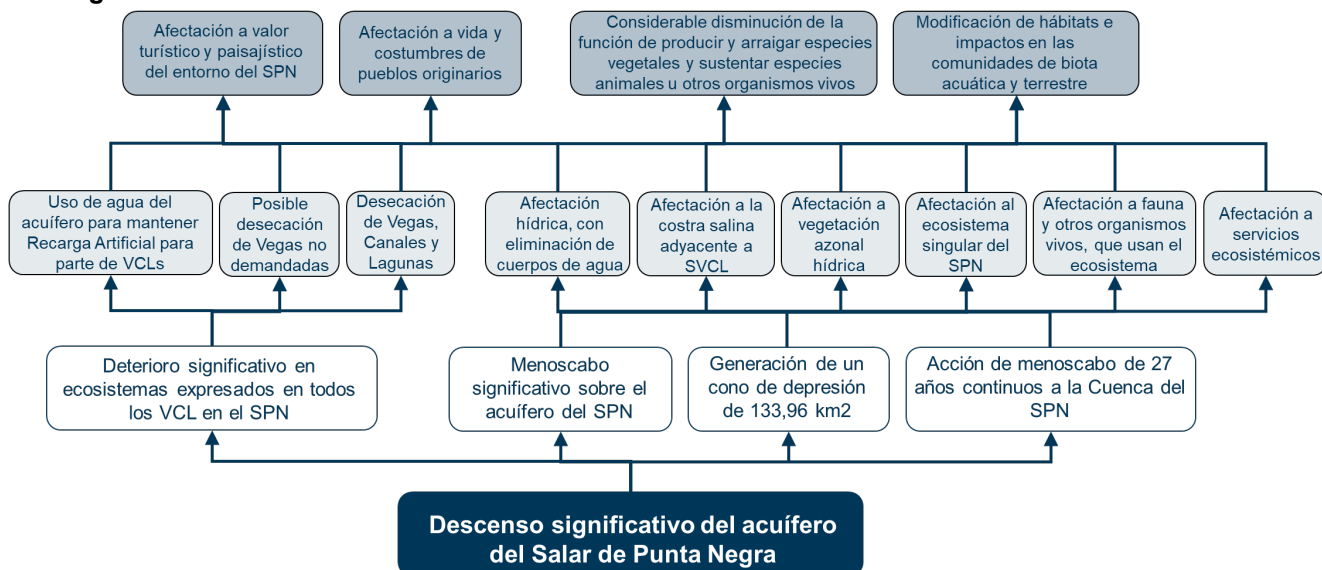 Afectación a valor
turístico y paisajístico
del entorno del SPN
Afectación a vida y
costumbres de
pueblos originarios
Considerable disminución de la
función de producir y arraigar especies
vegetales y sustentar especies
animales u otros organismos vivos
Modificación de hábitats e
impactos en las
comunidades de biota
acuática y terrestre
Uso de agua del
acuífero para mantener
Recarga Artificial para
parte de VCLs
Posible
desecación
de Vegas no
demandadas
Desecación
de Vegas,
Canales y
Lagunas
Afectación
hídrica, con
eliminación de
cuerpos de agua
Afectación a la
costra salina
adyacente a
SVCL
Afectación a
vegetación
azonal
hídrica
Afectación al
ecosistema
singular del
SPN
Afectación a fauna
y otros organismos
vivos, que usan el
ecosistema
Afectación a
servicios
ecosistémicos
Deterioro significativo en
ecosistemas expresados en todos
los VCL en el SPN
Menoscabo
significativo sobre el
acuífero del SPN
Generación de un
cono de depresión
de 133,96 km2
Acción de menoscabo de 27
años continuos a la Cuenca del
SPN
Descenso significativo del acuífero
del Salar de Punta Negra